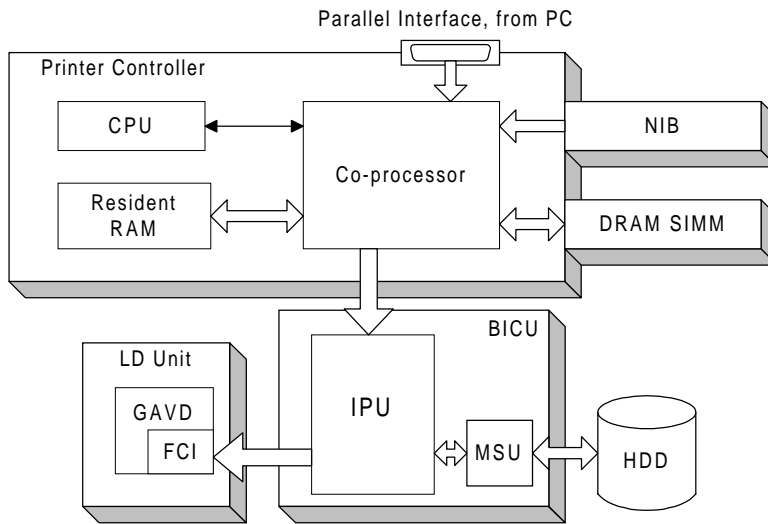 Parallel Interface, from PC
Printer Controller
CPU
NIB
Co-processor
Resident
RAM
DRAM SIMM
BICU
LD Unit
IPU
GAVD
FCI
MSU
HDD